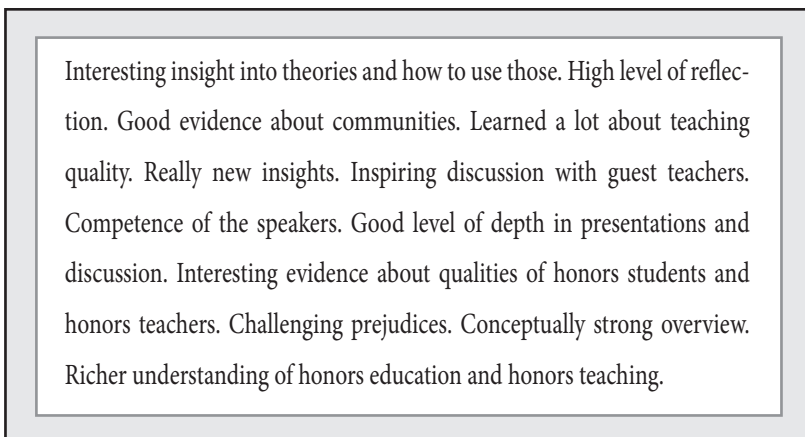 Interesting insight into theories and how to use those. High level of reflec-
tion. Good evidence about communities. Learned a lot about teaching
quality. Really new insights. Inspiring discussion with guest teachers.
Competence of the speakers. Good level of depth in presentations and
discussion. Interesting evidence about qualities of honors students and
honors teachers. Challenging prejudices. Conceptually strong overview.
Richer understanding of honors education and honors teaching.